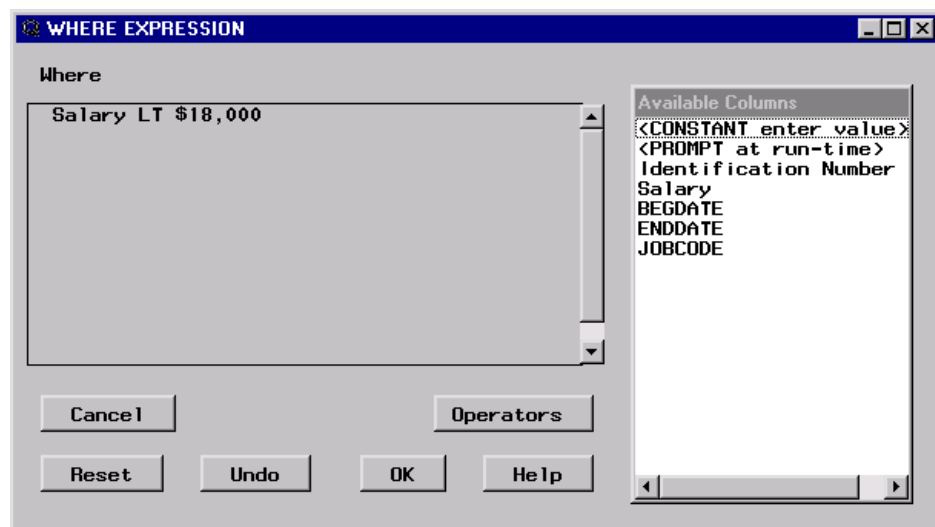 WHERE EXPRESSION
Where
Salary LT $18,000
Available Columns
<CONSTANT enter value>
<PROMPT at run-time>
Identification Number
Salary
BEGDATE
ENDDATE
JOBCODE
Cancel
Operators
Reset
Undo
OK
Help